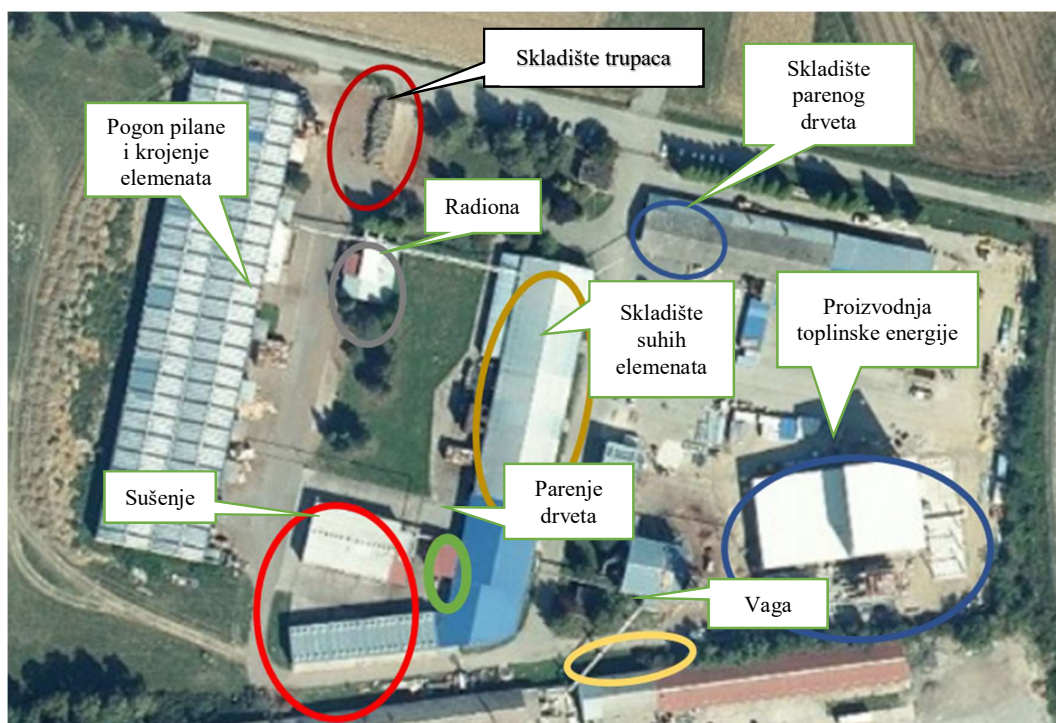 Skladište trupaca
Skladište
parenog
drveta
Pogon pilane
i krojenje
elemenata
Radiona
Skladište
suhih
elemenata
Proizvodnja
toplinske energije
Sušenje
Parenje
drveta
Vaga